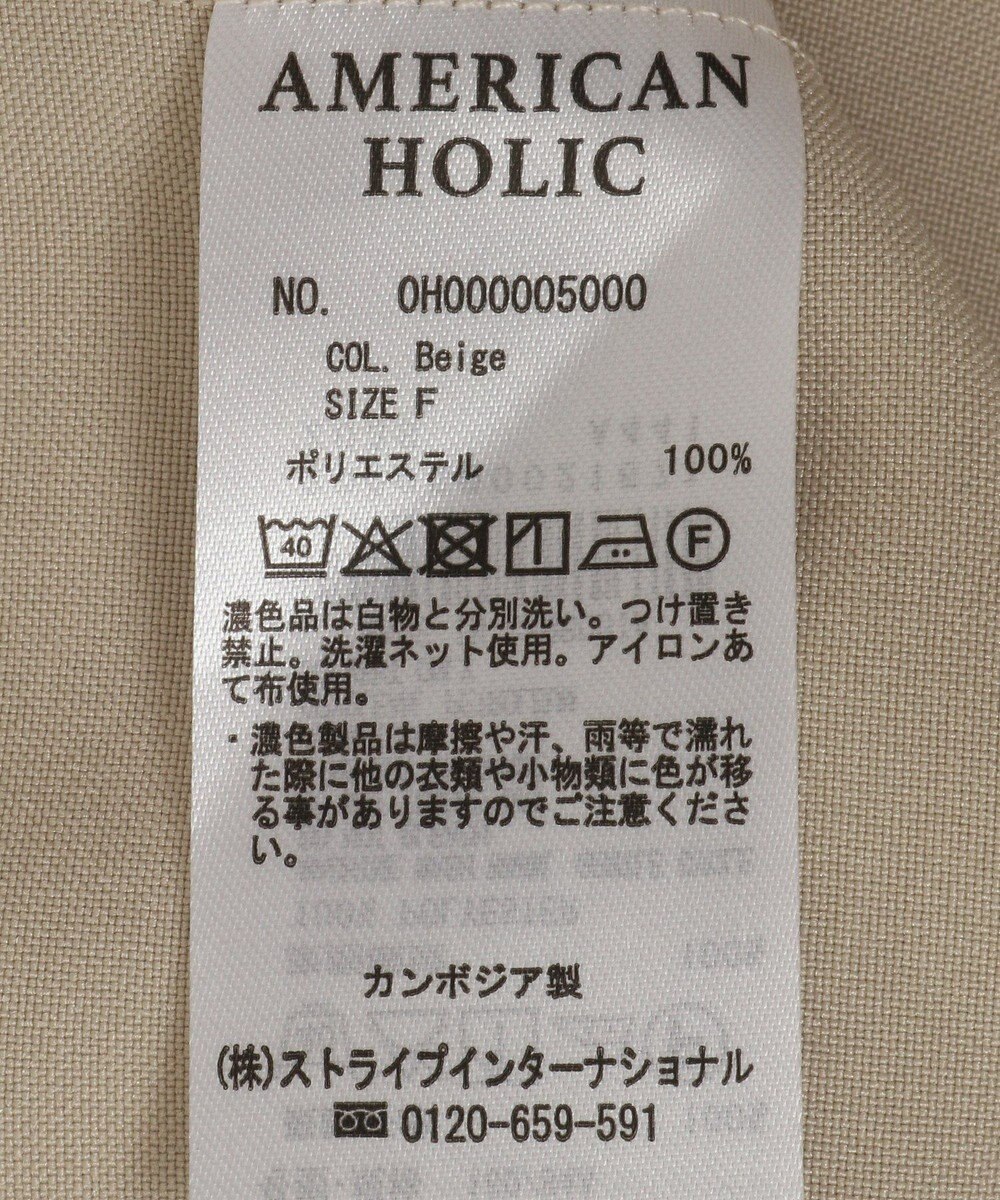 AMERICAN
HOLIC
NO. 0H000005000
COL. Beige
SIZE F
ポリエステル 100%
40 F
濃色品は白物と分別洗い。つけ置き
禁止。洗濯ネット使用。アイロンあ
て布使用。
・濃色製品は摩擦や汗、雨等で濡れ
た際に他の衣類や小物類に色が移
る事がありますのでご注意くださ
い。
カンボジア製
(株)ストライプインターナショナル
0120-659-591